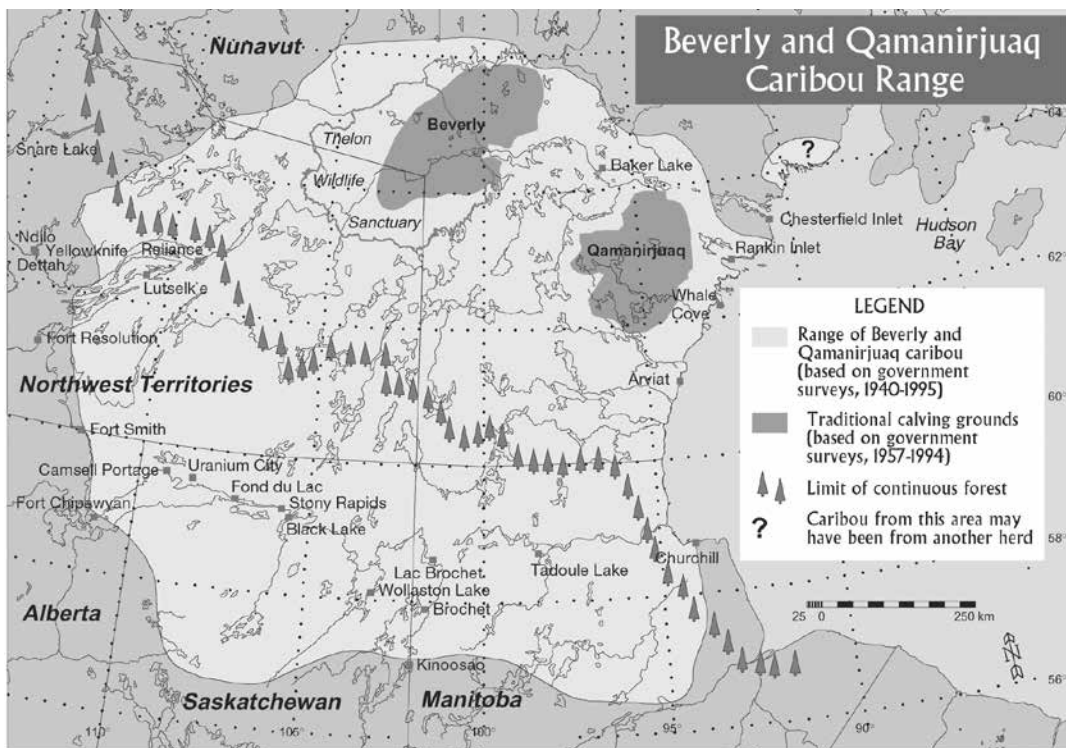 Beverly and Qamanirjuaq
Caribou Range
Nunavut
64
Beverly
Thelon
Snare Lake
?
Baker Lake
Wildlife
Chesterfield Inlet
Sanctuary
Hudson
Bay
Ndilo
Yellowknife
Dettah
Reliance
Qamanirjuaq
Rankin Inlet
62
Lutselk'e
Whale
Cove
Fort Resolution
Northwest Territories
Arviat
60
Fort Smith
Camsell Portage
Uranium City
Fond du Lac
Fort Chipewyan
Stony Rapids
Black Lake
58
Churchill
Lac Brochet
Tadoule Lake
Wollaston Lake
Brochet
Alberta
Kinoosao
Saskatchewan
Manitoba
56
110
105
100
95
90
LEGEND
Range of Beverly and
Qamanirjuaq caribou
(based on government
surveys, 1940-1995)
Traditional calving grounds
(based on government
surveys, 1957-1994)
Limit of continuous forest
?
Caribou from this area may
have been from another herd
25
0
250 km
N